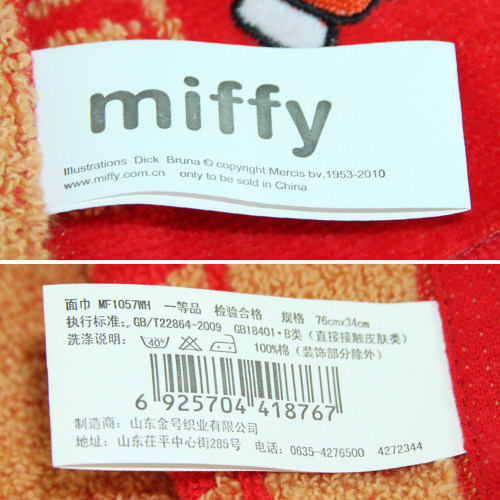 miffy
Illustrations Dick Bruna © copyright Mercis bv,1953-2010
www.miffy.com.cn only to be sold in China
面巾 MF1057WH 一等品 检验合格 规格 76cmx34cm
执行标准: GB/T22864-2009 GB18401·B类(直接接触皮肤类)
洗涤说明: 40° 100%棉(装饰部分除外)
6 925704 418767
制造商: 山东金号织业有限公司
地址: 山东茌平中心街285号 电话: 0635-4276500 4272344